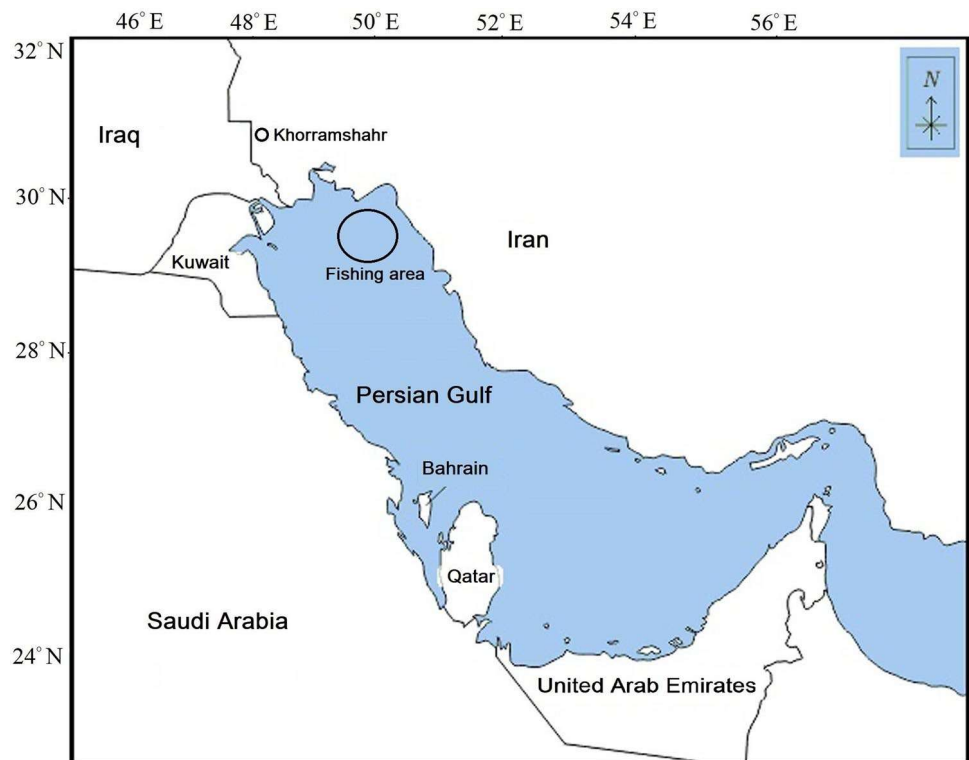 46°E 48°E 50°E 52°E 54°E 56°E
32°N
N
Iraq
Khorramshahr
30°N
Iran
Kuwait
Fishing area
28°N
Persian Gulf
Bahrain
26°N
Qatar
Saudi Arabia
24°N
United Arab Emirates